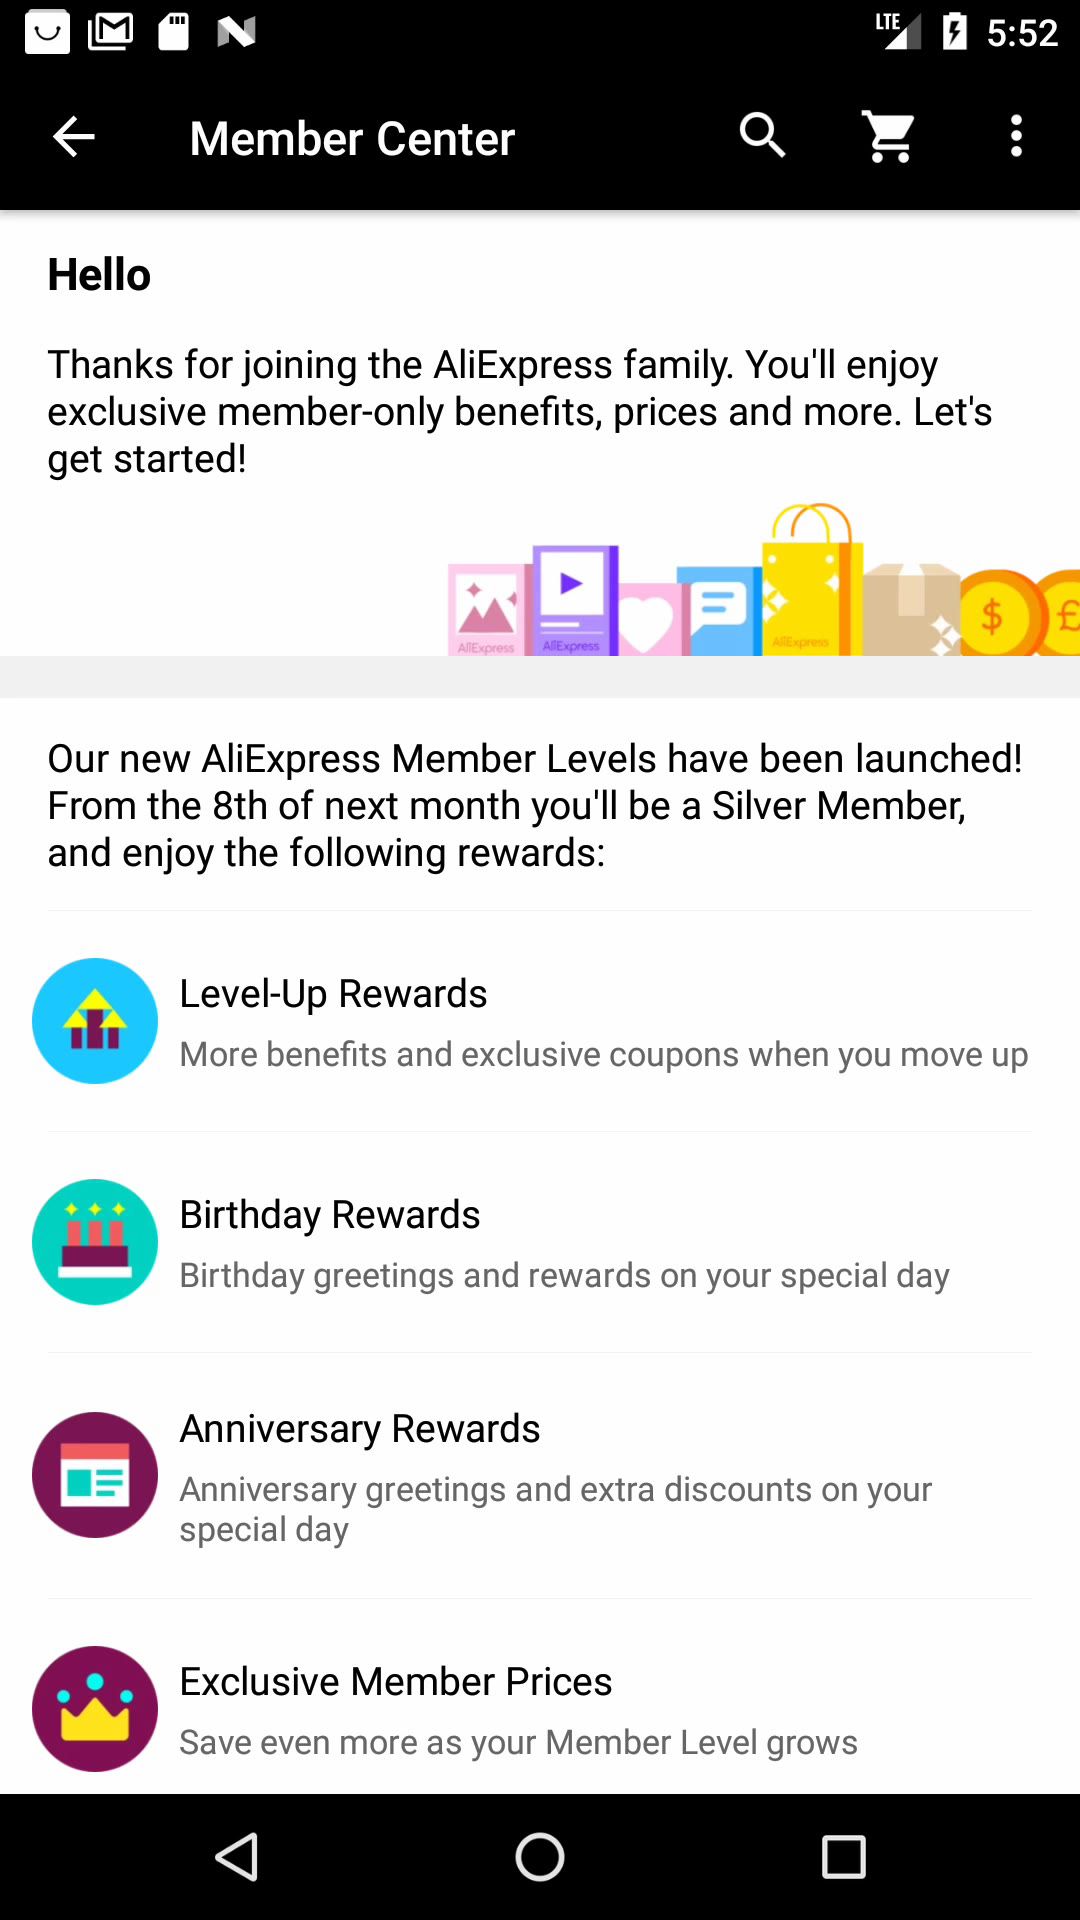 LTE 5:52
Member Center
Hello
Thanks for joining the AliExpress family. You'll enjoy
exclusive member-only benefits, prices and more. Let's
get started!
AliExpress AliExpress AliExpress $ £
Our new AliExpress Member Levels have been launched!
From the 8th of next month you'll be a Silver Member,
and enjoy the following rewards:
Level-Up Rewards
More benefits and exclusive coupons when you move up
Birthday Rewards
Birthday greetings and rewards on your special day
Anniversary Rewards
Anniversary greetings and extra discounts on your
special day
Exclusive Member Prices
Save even more as your Member Level grows